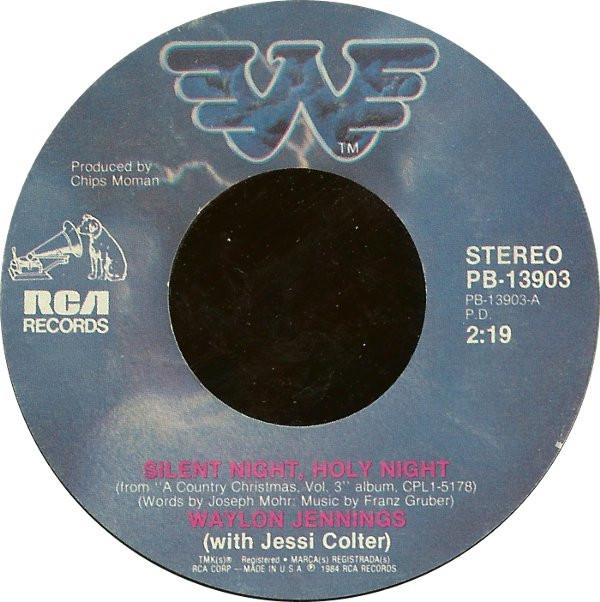 W
TM
Produced by
Chips Moman
RCA
RECORDS
STEREO
PB-13903
PB-13903-A
P.D.
2:19
SILENT NIGHT, HOLY NIGHT
(from "A Country Christmas, Vol. 3" album, CPL1-5178)
(Words by Joseph Mohr: Music by Franz Gruber)
WAYLON JENNINGS
(with Jessi Colter)
TMK(s)® Registered • MARCA(s) REGISTRADA(s)
RCA CORP — MADE IN U S A ℗ 1984 RCA RECORDS